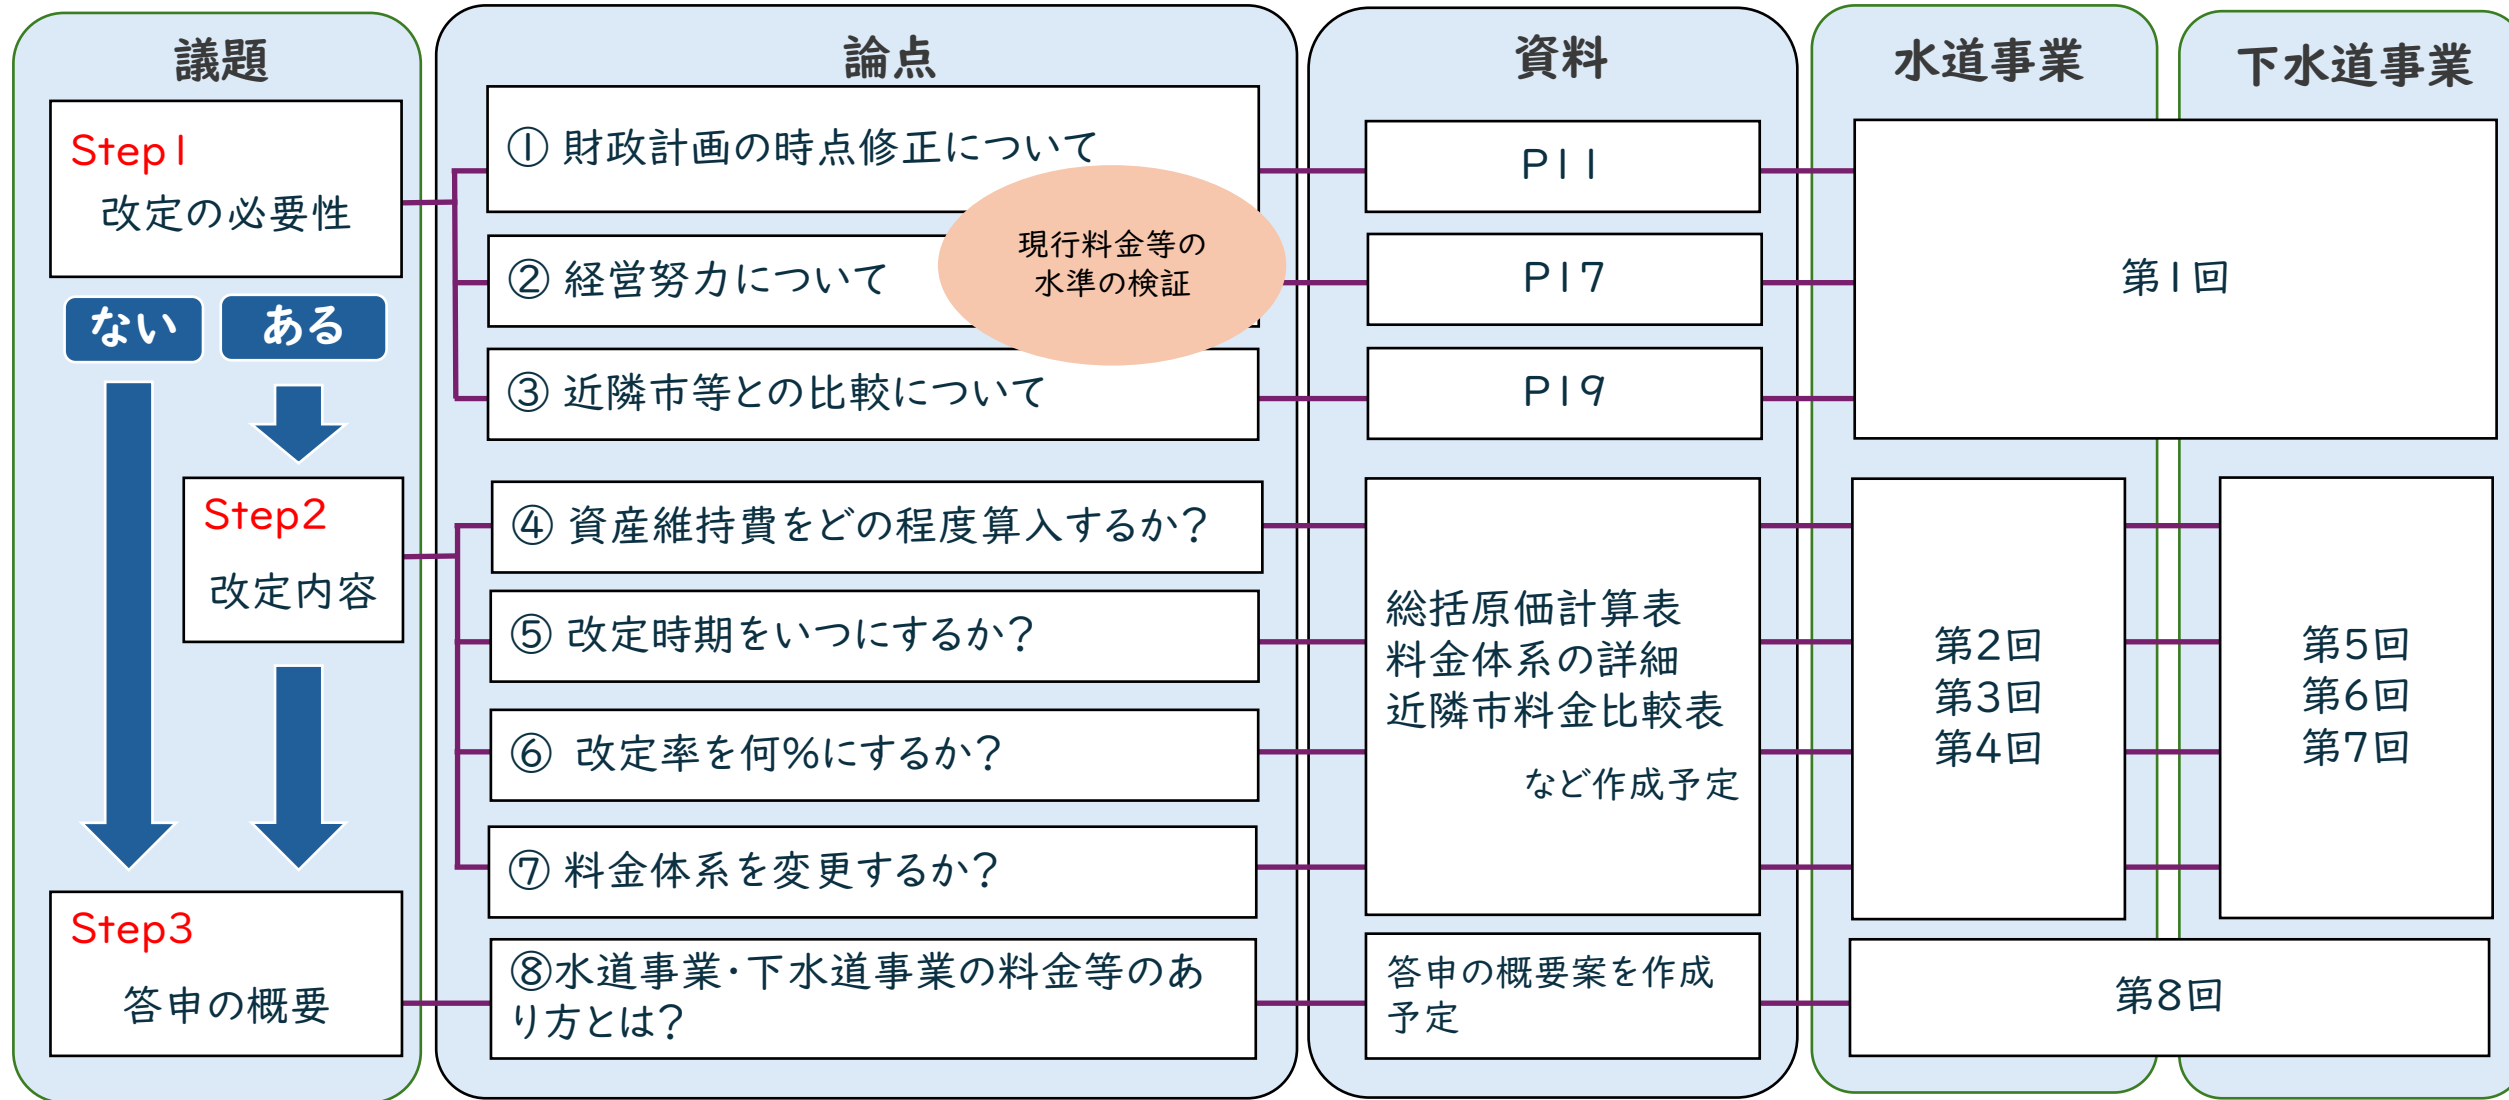 議題
論点
資料
水道事業
下水道事業
Step1
改定の必要性
ない
ある
① 財政計画の時点修正について
② 経営努力について
③ 近隣市等との比較について
現行料金等の
水準の検証
P11
P17
P19
第1回
Step2
改定内容
④ 資産維持費をどの程度算入するか?
⑤ 改定時期をいつにするか?
⑥ 改定率を何%にするか?
⑦ 料金体系を変更するか?
総括原価計算表
料金体系の詳細
近隣市料金比較表
など作成予定
第2回
第3回
第4回
第5回
第6回
第7回
Step3
答申の概要
⑧水道事業・下水道事業の料金等のあ
り方とは?
答申の概要案を作成
予定
第8回